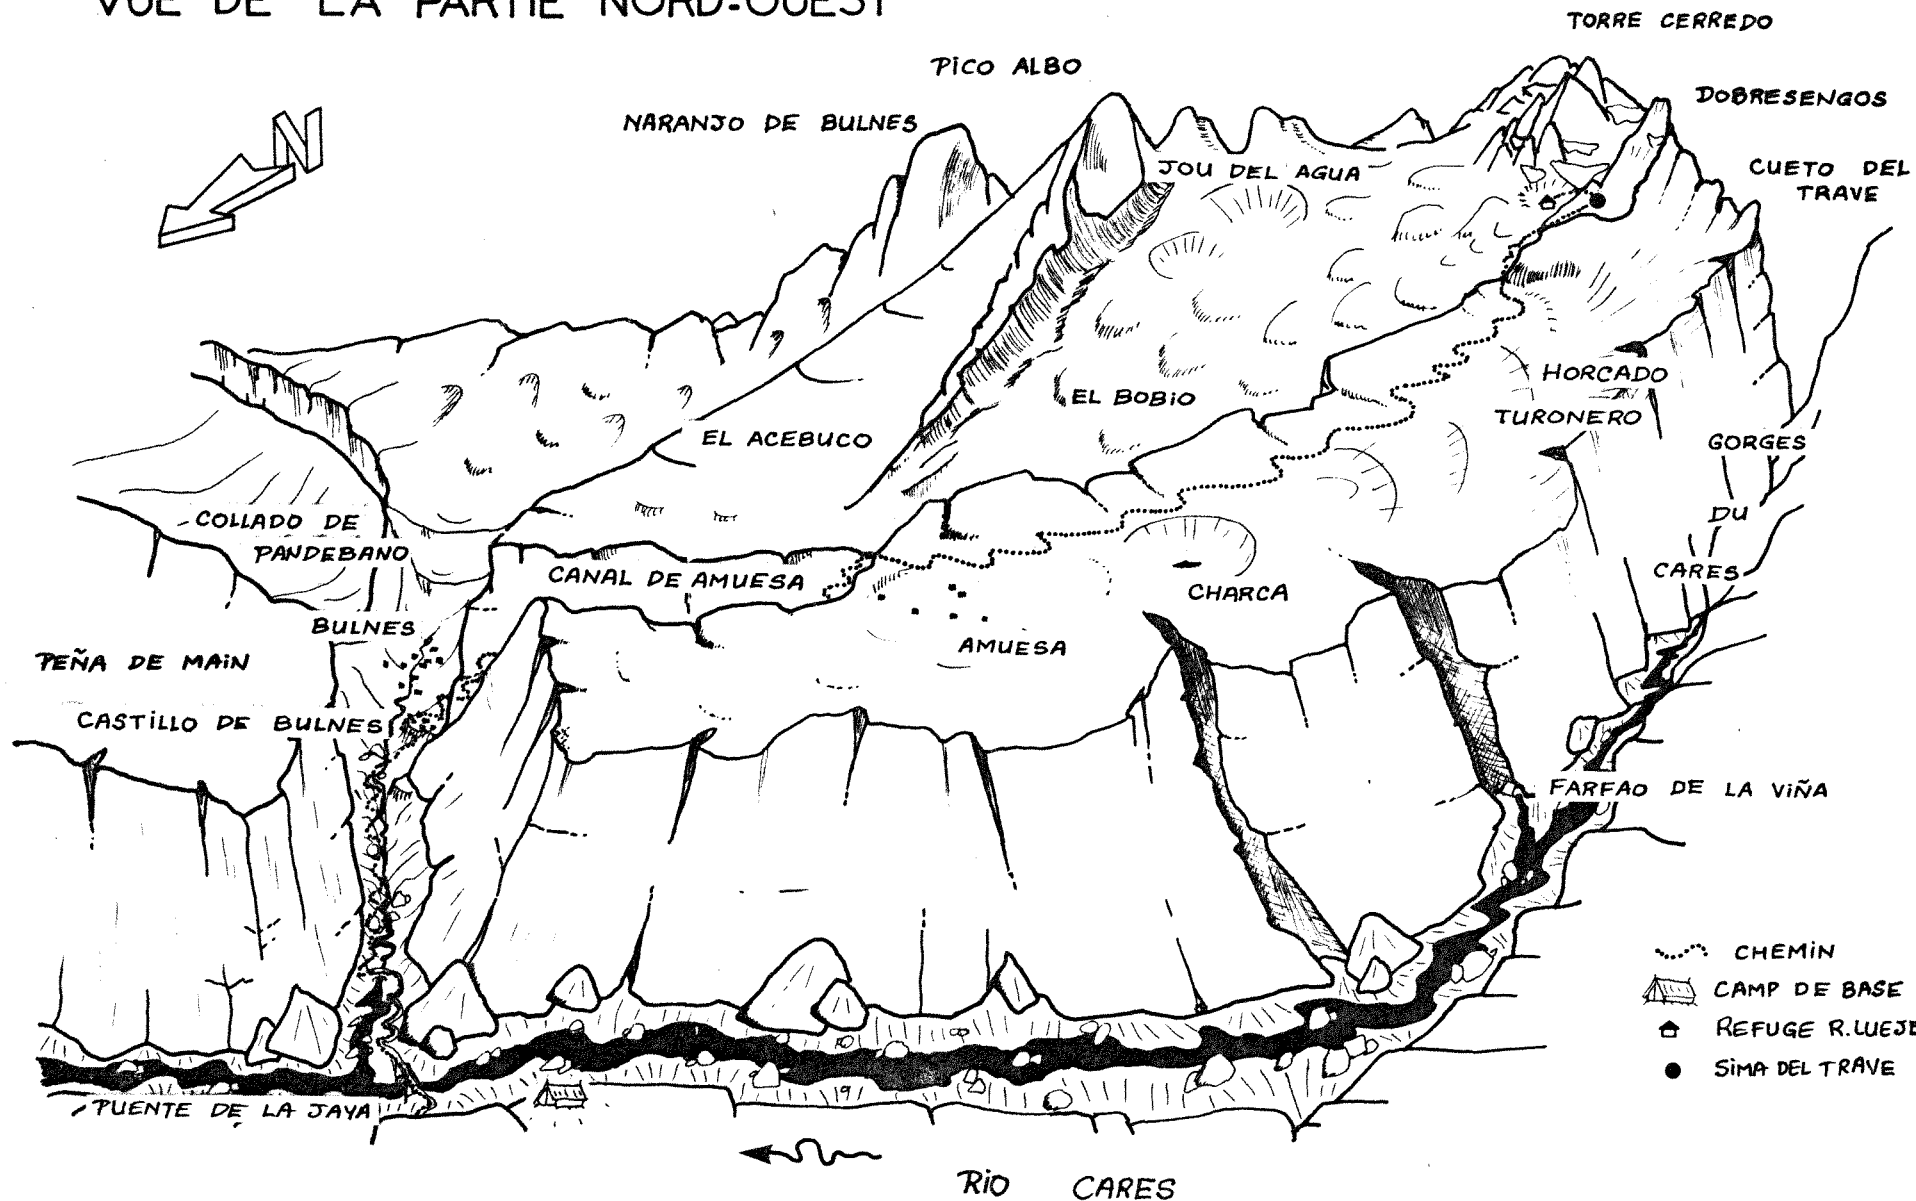 VUE DE LA PARTIE NORD-OUEST
TORRE CERREDO
PICO ALBO
DOBRESENGOS
NARANJO DE BULNES
N
JOU DEL AGUA
CUETO DEL
TRAVE
HORCADO
TURONERO
EL BOBIO
EL ACEBUCO
GORGES
DU
CARES
COLLADO DE
PANDEBANO
CANAL DE AMUESA
CHARCA
BULNES
AMUESA
PEÑA DE MAIN
CASTILLO DE BULNES
FARFAO DE LA VIÑA
CHEMIN
CAMP DE BASE
REFUGE
SIMA DEL TRAVE
PUENTE DE LA JAYA
RIO CARES